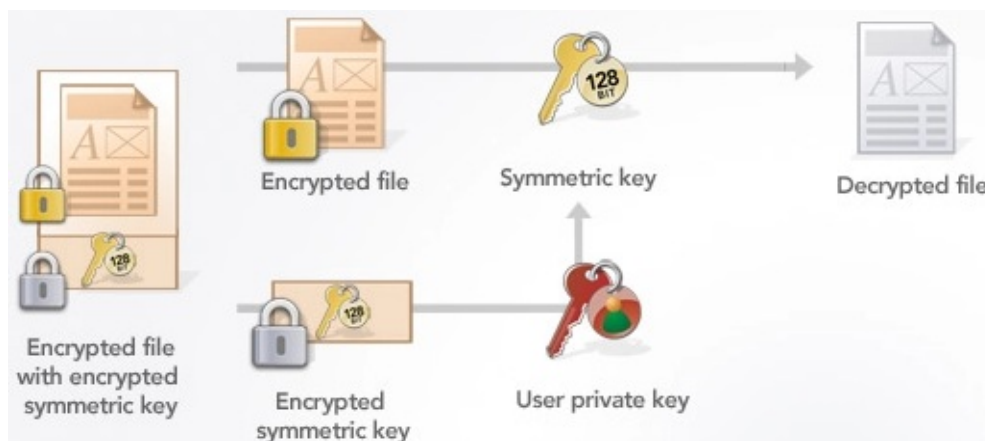 A
128
BIT
A
Encrypted file
Symmetric key
Decrypted file
A
128
BIT
128
BIT
Encrypted file
with encrypted
symmetric key
Encrypted
symmetric key
User private key